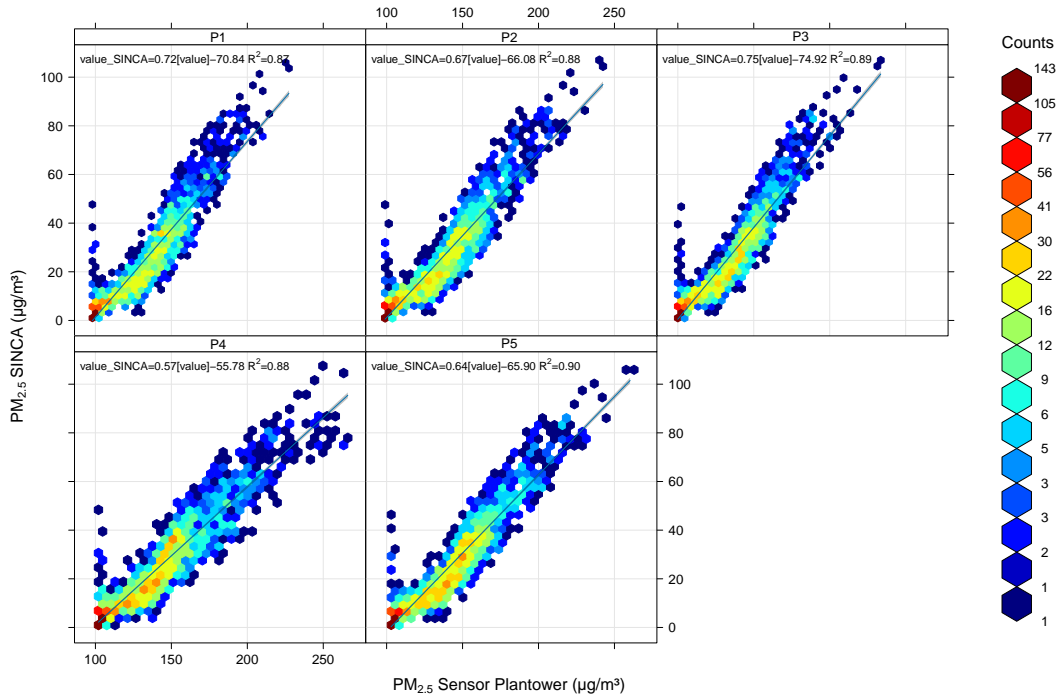 100 150 200 250
P1 P2 P3
value_SINCA=0.72[value]−70.84 R²=0.87
value_SINCA=0.67[value]−66.08 R²=0.88
value_SINCA=0.75[value]−74.92 R²=0.89
100
80
60
40
20
0
P4 P5
value_SINCA=0.57[value]−55.78 R²=0.88
value_SINCA=0.64[value]−65.90 R²=0.90
100
80
60
40
20
0
100 150 200 250
PM₂.₅ SINCA (µg/m³)
PM₂.₅ Sensor Plantower (µg/m³)
Counts
143
105
77
56
41
30
22
16
12
9
6
5
3
3
2
1
1